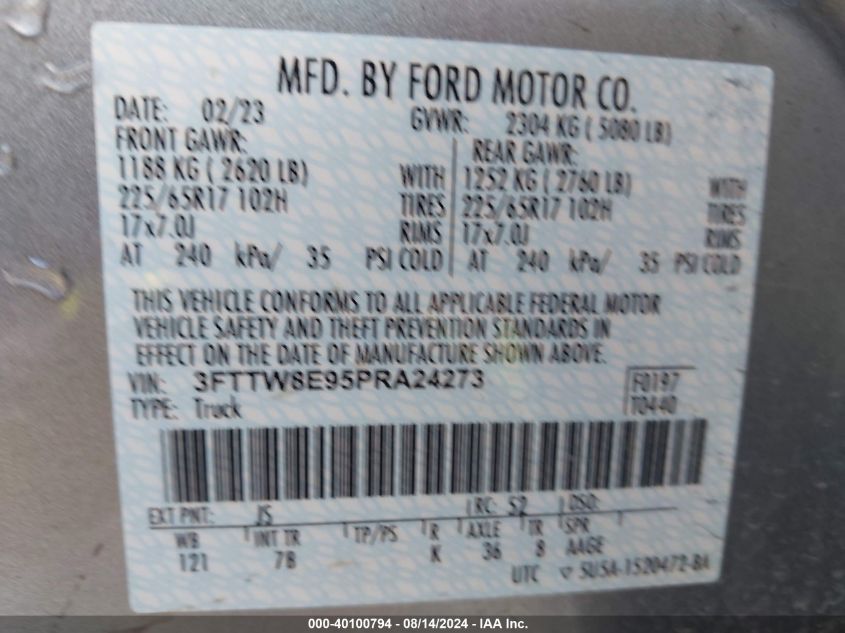 MFD. BY FORD MOTOR CO.
DATE: 02/23 GVWR: 2304 KG ( 5080 LB)
FRONT GAWR: REAR GAWR:
1188 KG ( 2620 LB) WITH 1252 KG ( 2760 LB) WITH
225/65R17 102H TIRES 225/65R17 102H TIRES
17x7.0J RIMS 17x7.0J RIMS
AT 240 kPa/ 35 PSI COLD AT 240 kPa/ 35 PSI COLD
THIS VEHICLE CONFORMS TO ALL APPLICABLE FEDERAL MOTOR
VEHICLE SAFETY AND THEFT PREVENTION STANDARDS IN
EFFECT ON THE DATE OF MANUFACTURE SHOWN ABOVE.
VIN: 3FTTW8E95PRA24273 F0197
TYPE: Truck T0440
EXT PNT: JS RC: 52 DSO:
WB INT TR TP/PS R AXLE TR SPR
121 7B K 36 8 AAGE
UTC ▽ 5U5A-1520472-BA
000-40100794 - 08/14/2024 - IAA Inc.